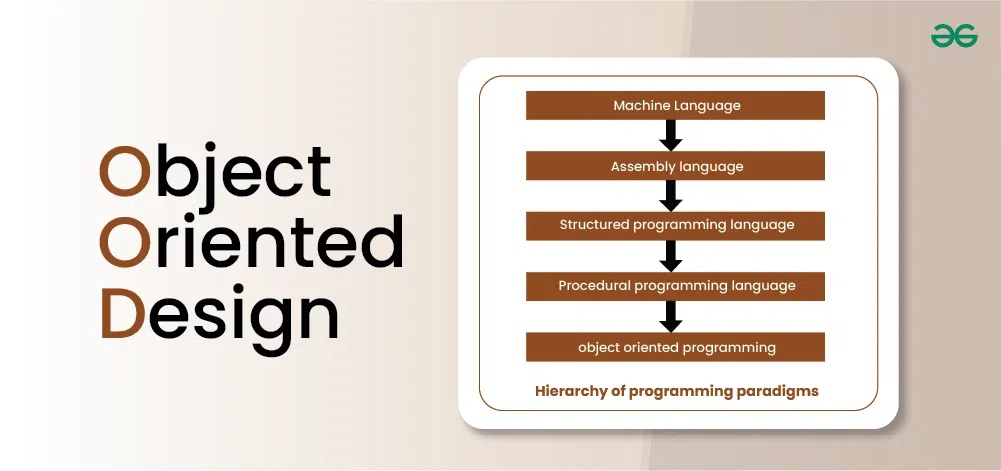 Object
Oriented
Design
Machine Language
Assembly language
Structured programming language
Procedural programming language
object oriented programming
Hierarchy of programming paradigms